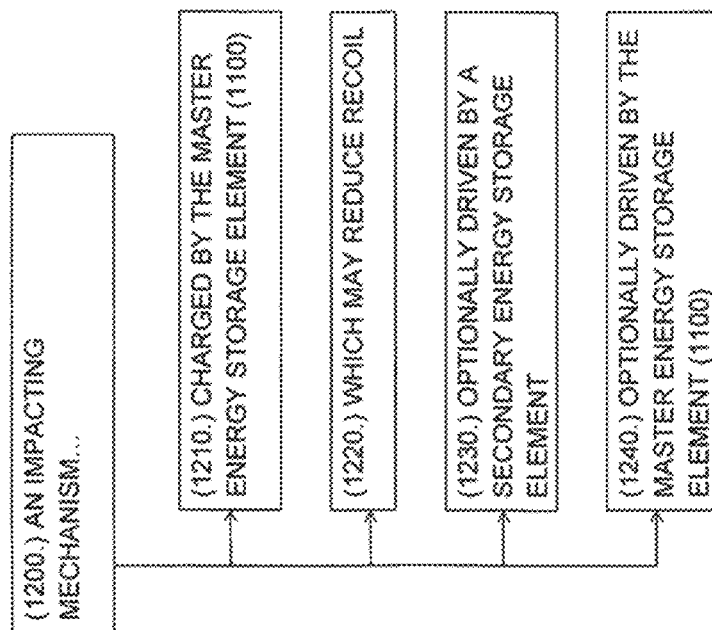 (1200.) AN IMPACTING
MECHANISM...
(1210.) CHARGED BY THE MASTER
ENERGY STORAGE ELEMENT (1100)
(1220.) WHICH MAY REDUCE RECOIL
(1230.) OPTIONALLY DRIVEN BY A
SECONDARY ENERGY STORAGE
ELEMENT
(1240.) OPTIONALLY DRIVEN BY THE
MASTER ENERGY STORAGE
ELEMENT (1100)